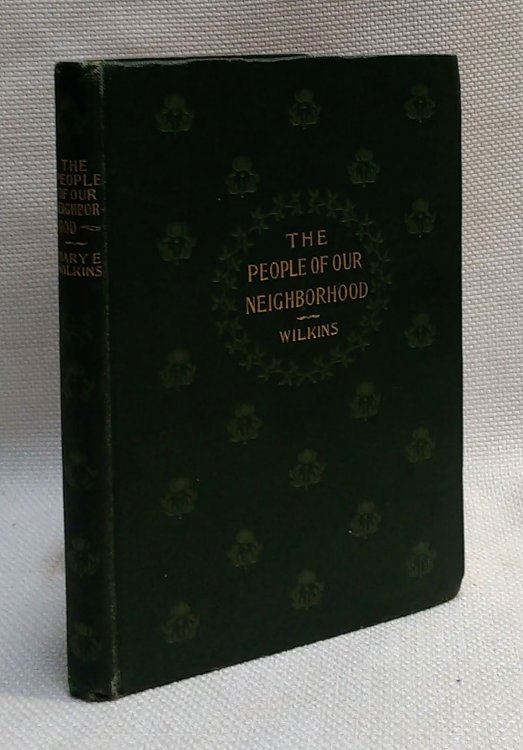 THE
PEOPLE
OF OUR
NEIGHBOR-
HOOD
MARY E
WILKINS
THE
PEOPLE OF OUR
NEIGHBORHOOD
WILKINS